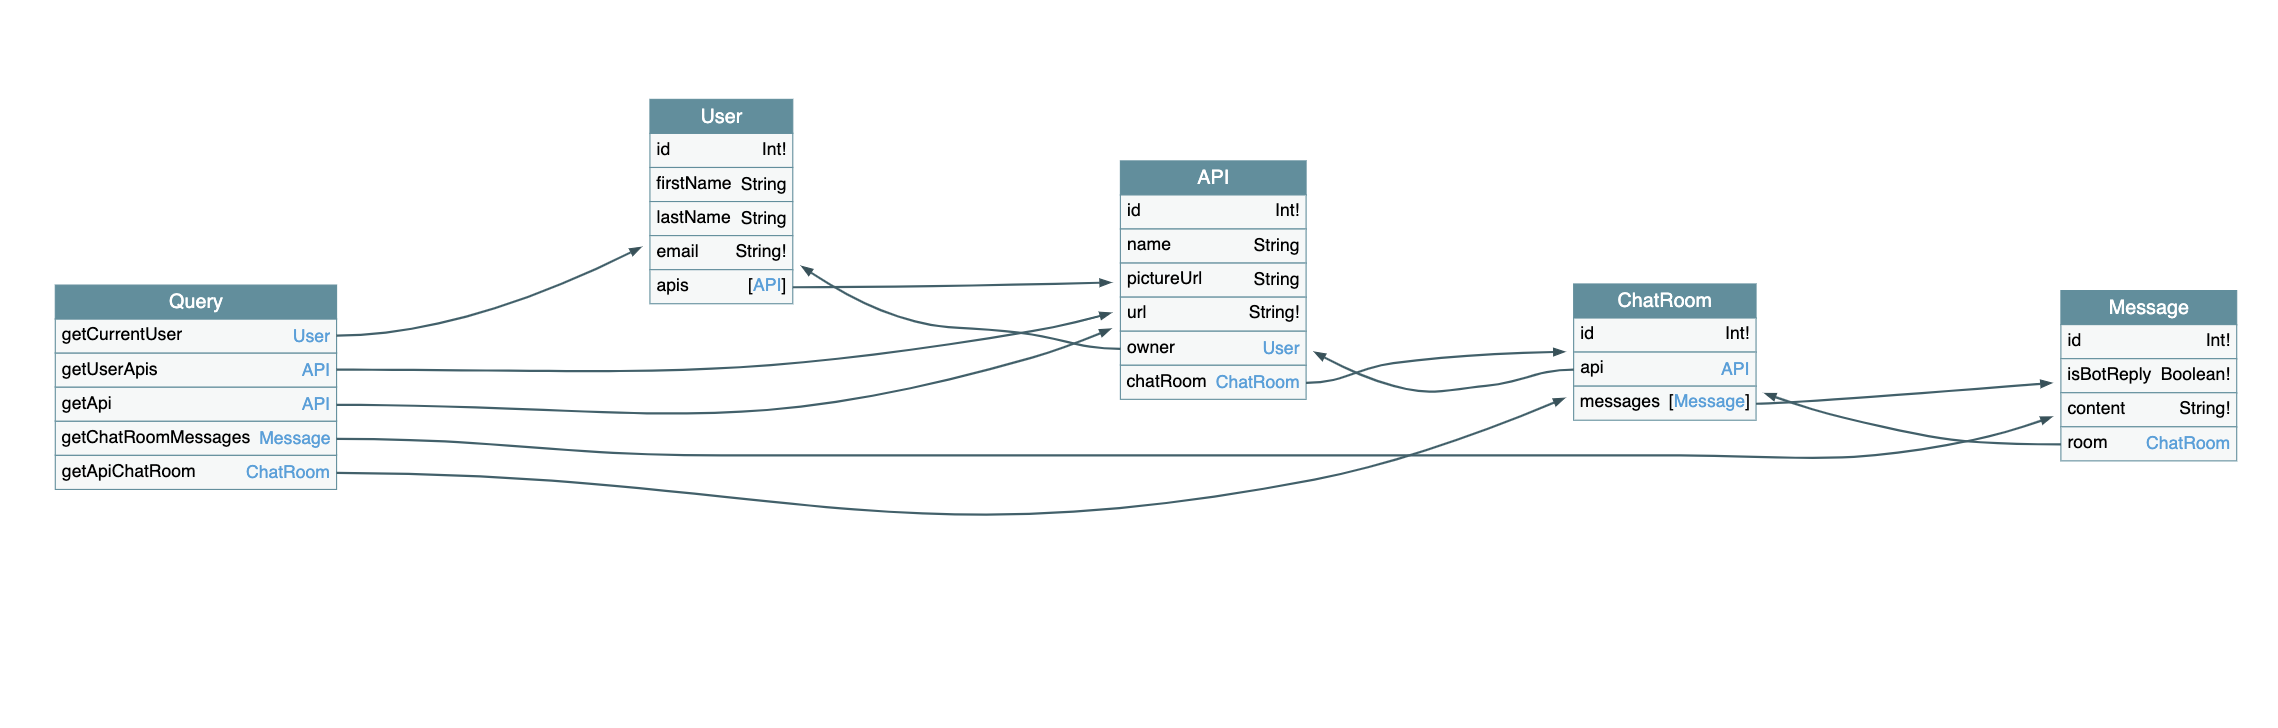 Query
getCurrentUser User
getUserApis API
getApi API
getChatRoomMessages Message
getApiChatRoom ChatRoom
User
id Int!
firstName String
lastName String
email String!
apis [API]
API
id Int!
name String
pictureUrl String
url String!
owner User
chatRoom ChatRoom
ChatRoom
id Int!
api API
messages [Message]
Message
id Int!
isBotReply Boolean!
content String!
room ChatRoom